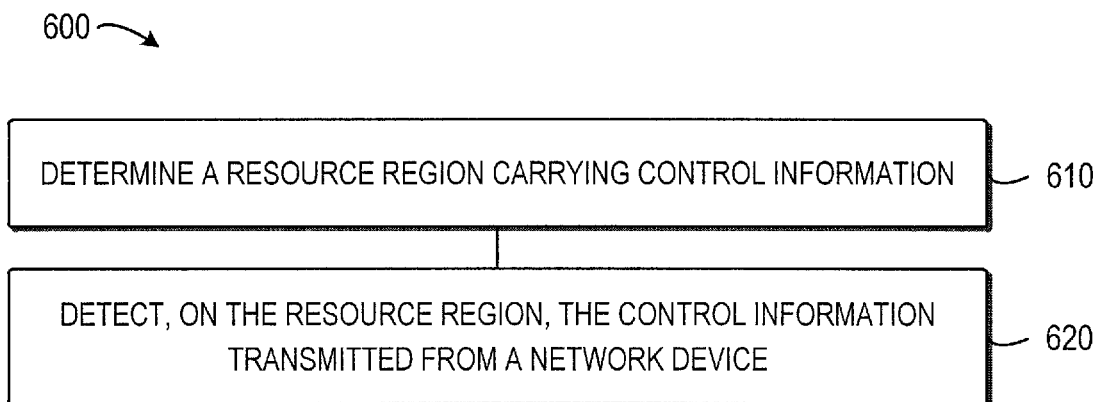 600
DETERMINE A RESOURCE REGION CARRYING CONTROL INFORMATION
610
DETECT, ON THE RESOURCE REGION, THE CONTROL INFORMATION
TRANSMITTED FROM A NETWORK DEVICE
620